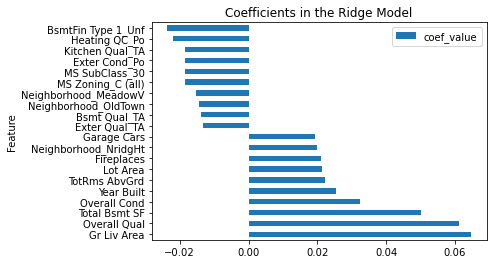 Coefficients in the Ridge Model
coef_value
Feature
BsmtFin Type 1_Unf
Heating QC_Po
Kitchen Qual_TA
Exter Cond_Po
MS SubClass_30
MS Zoning_C (all)
Neighborhood_MeadowV
Neighborhood_OldTown
Bsmt Qual_TA
Exter Qual_TA
Garage Cars
Neighborhood_NridgHt
Fireplaces
Lot Area
TotRms AbvGrd
Year Built
Overall Cond
Total Bsmt SF
Overall Qual
Gr Liv Area
−0.02 0.00 0.02 0.04 0.06